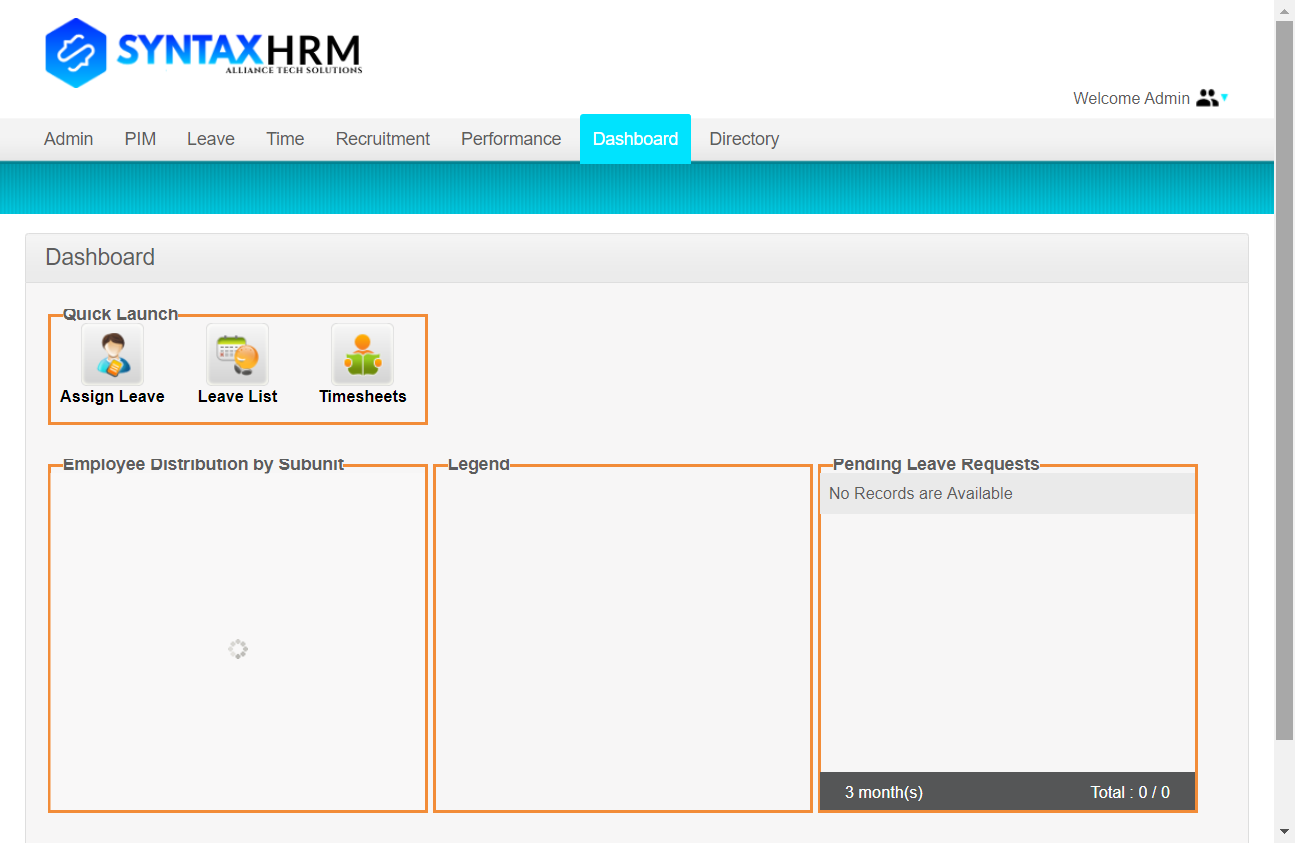 SYNTAXHRM
ALLIANCE TECH SOLUTIONS
Welcome Admin
Admin PIM Leave Time Recruitment Performance Dashboard Directory
Dashboard
Quick Launch
Assign Leave Leave List Timesheets
Employee Distribution by Subunit Legend Pending Leave Requests
No Records are Available
3 month(s) Total : 0 / 0